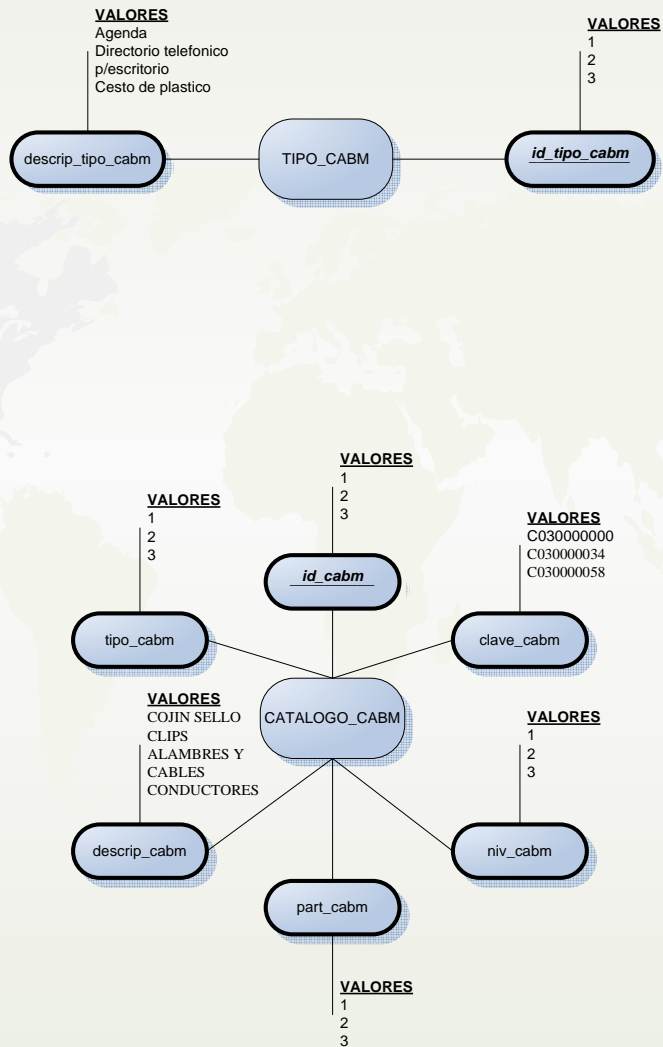 VALORES
Agenda
Directorio telefonico
p/escritorio
Cesto de plastico
VALORES
1
2
3
descrip_tipo_cabm
TIPO_CABM
id_tipo_cabm
VALORES
1
2
3
VALORES
1
2
3
VALORES
C030000000
C030000034
C030000058
id_cabm
tipo_cabm
clave_cabm
CATALOGO_CABM
VALORES
COJIN SELLO
CLIPS
ALAMBRES Y
CABLES
CONDUCTORES
VALORES
1
2
3
descrip_cabm
niv_cabm
part_cabm
VALORES
1
2
3